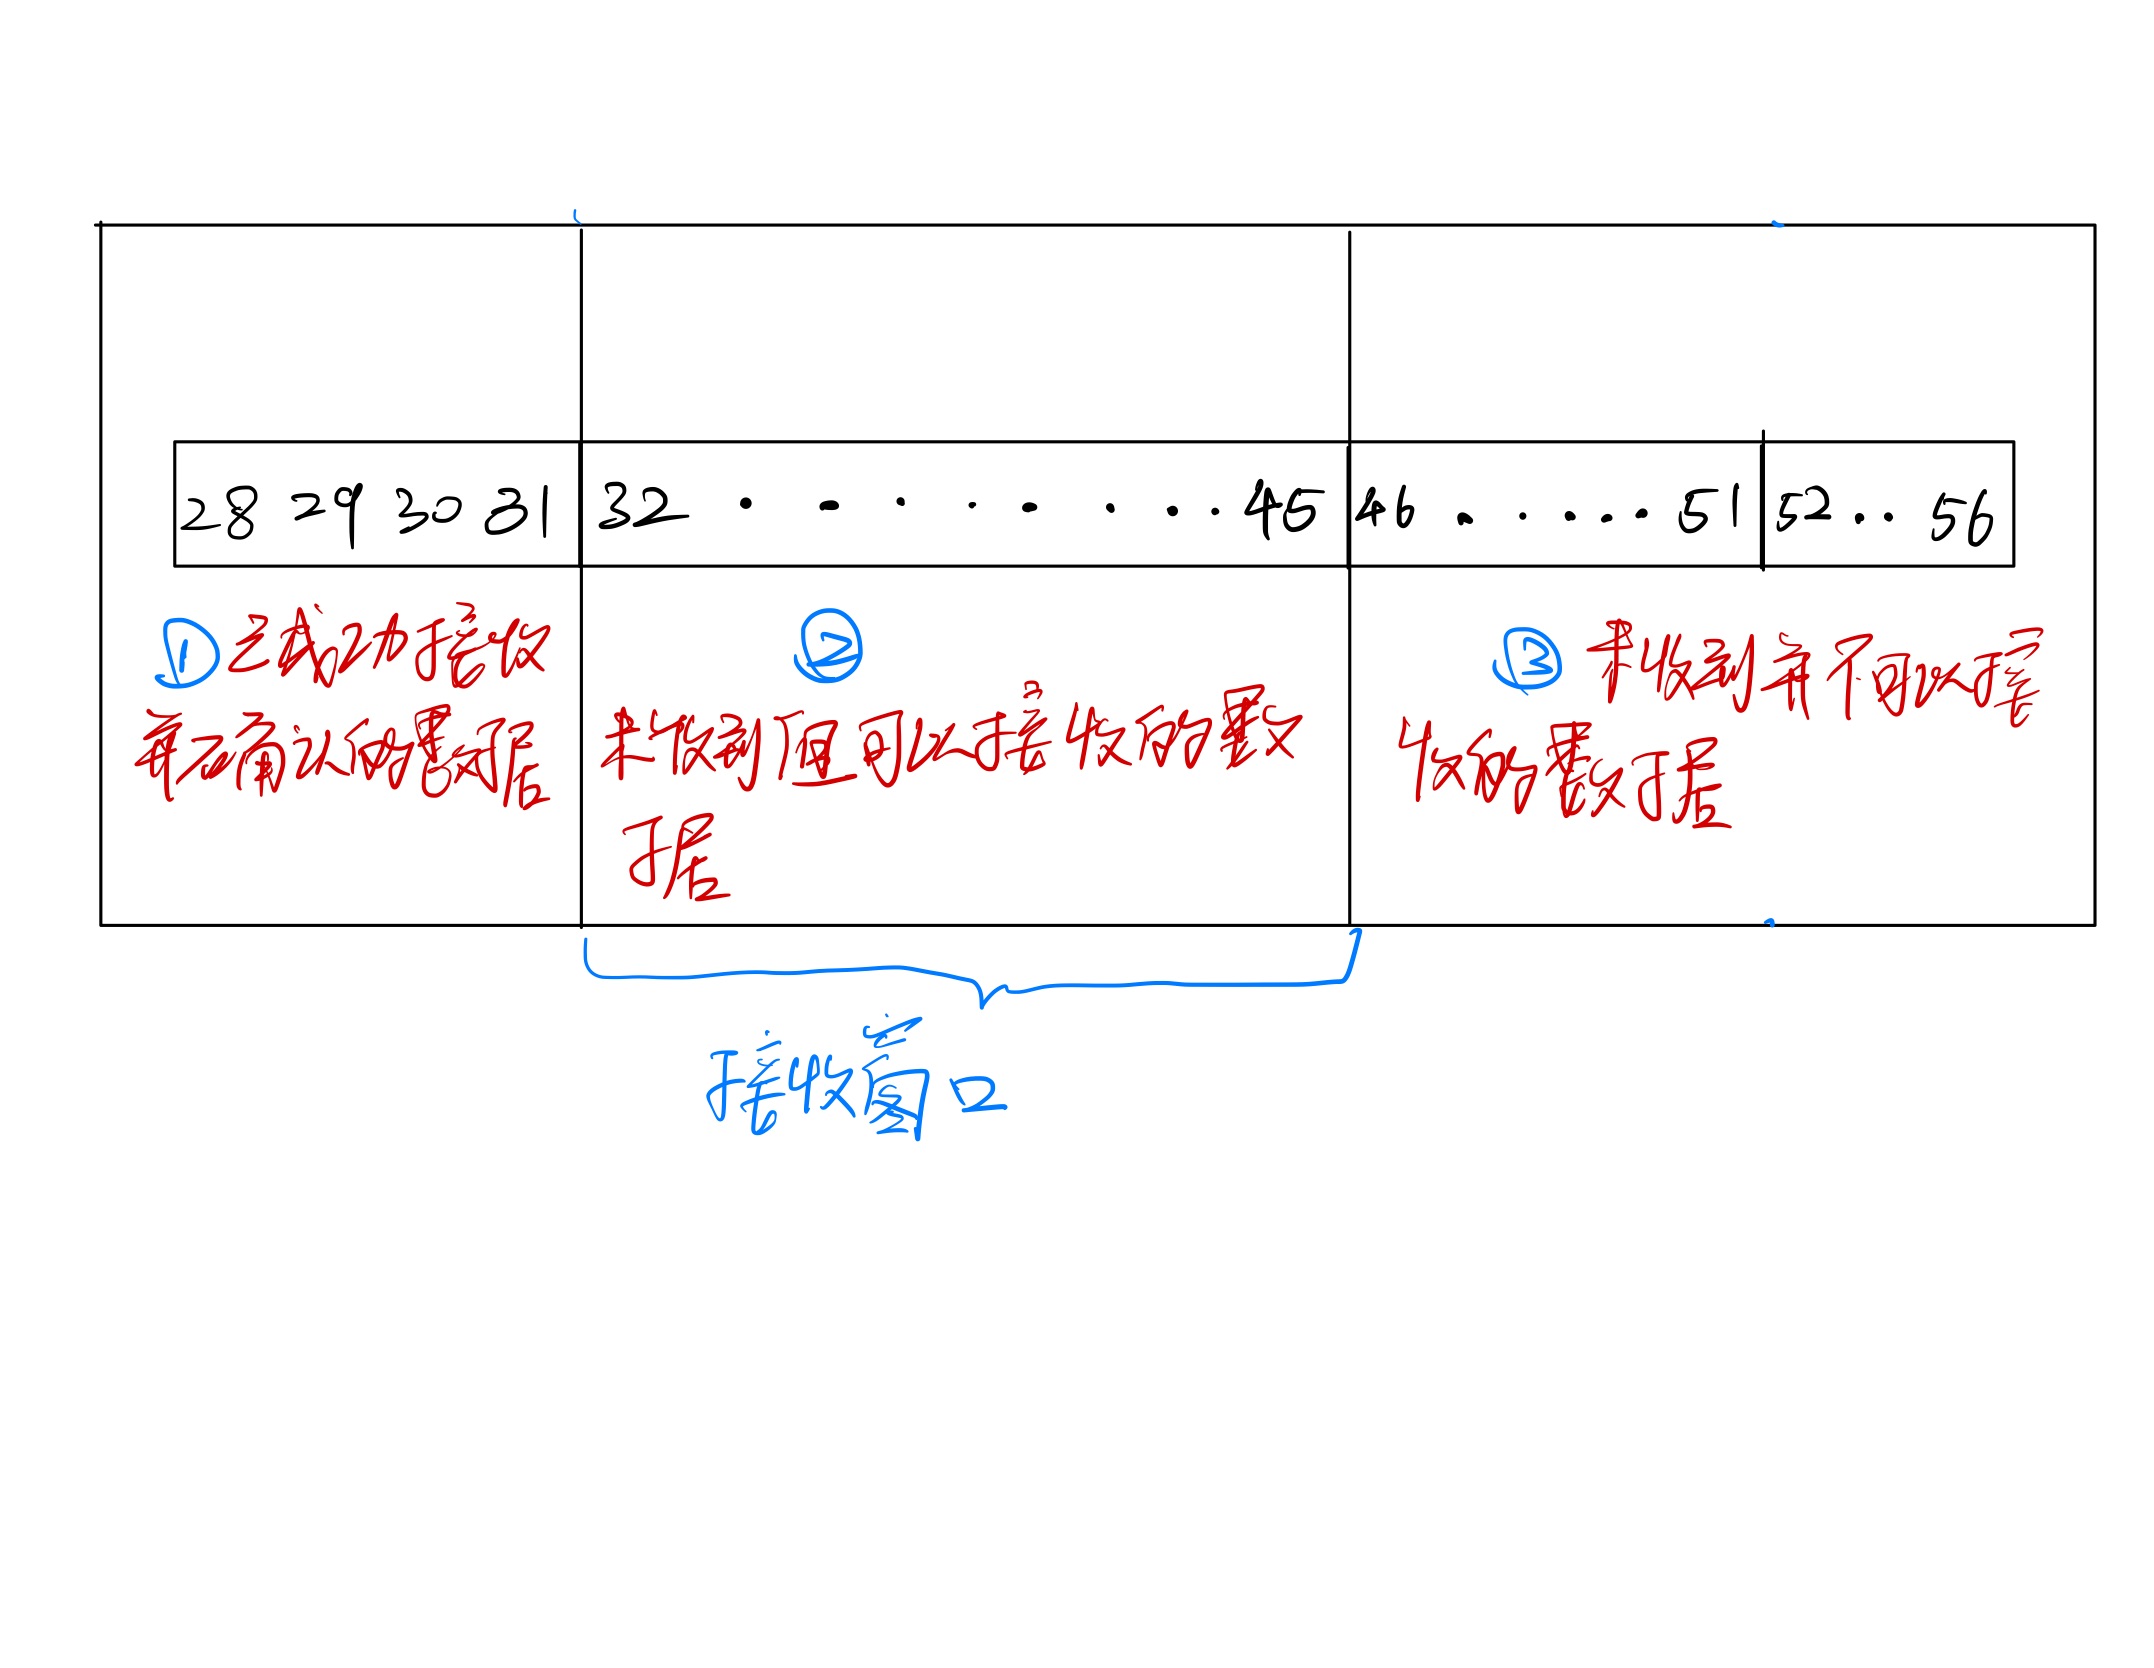 28 29 30 31 32 · · · · · · · · 45 46 · · · · · 51 52 · · 56
① 已成功接收
并已确认的数据
②
未收到但可以接收的数
据
③ 未收到并不可以接
收的数据
接收窗口